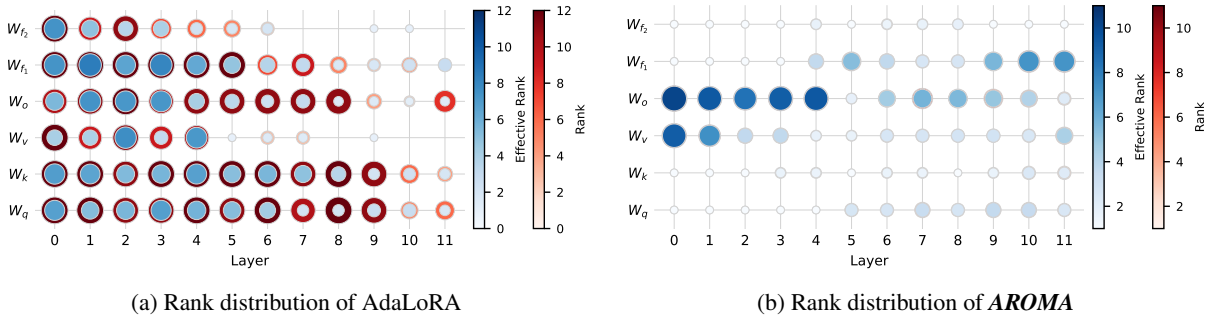 W_{f_2}
W_{f_1}
W_o
W_v
W_k
W_q
0 1 2 3 4 5 6 7 8 9 10 11
Layer
12
10
8
6
4
2
0
Effective Rank
12
10
8
6
4
2
0
Rank
(a) Rank distribution of AdaLoRA
W_{f_2}
W_{f_1}
W_o
W_v
W_k
W_q
0 1 2 3 4 5 6 7 8 9 10 11
Layer
10
8
6
4
2
Effective Rank
10
8
6
4
2
Rank
(b) Rank distribution of AROMA